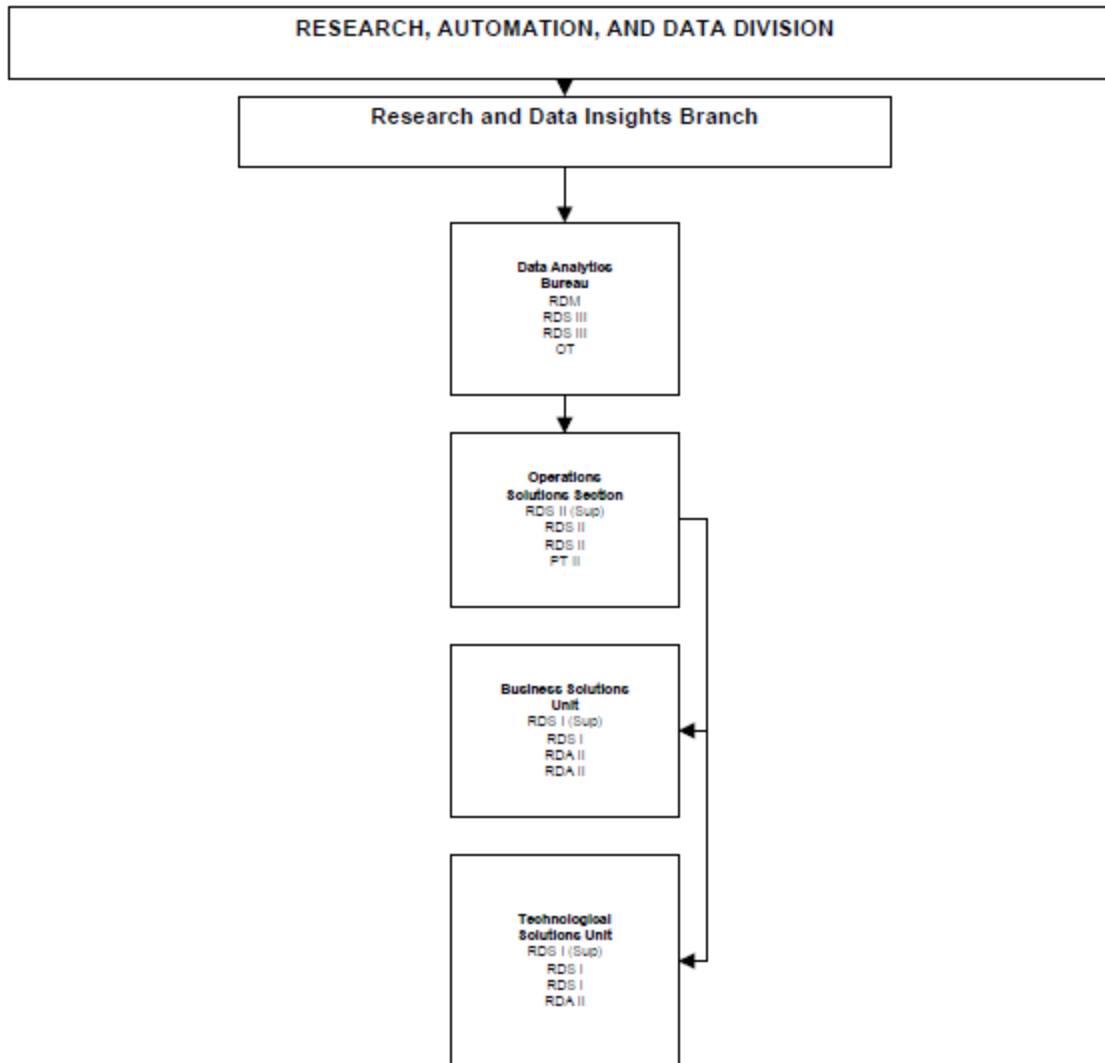 RESEARCH, AUTOMATION, AND DATA DIVISION
Research and Data Insights Branch
Data Analytics
Bureau
RDM
RDS III
RDS III
OT
Operations
Solutions Section
RDS II (Sup)
RDS II
RDS II
PT II
Business Solutions
Unit
RDS I (Sup)
RDS I
RDA II
RDA II
Technological
Solutions Unit
RDS I (Sup)
RDS I
RDS I
RDA II